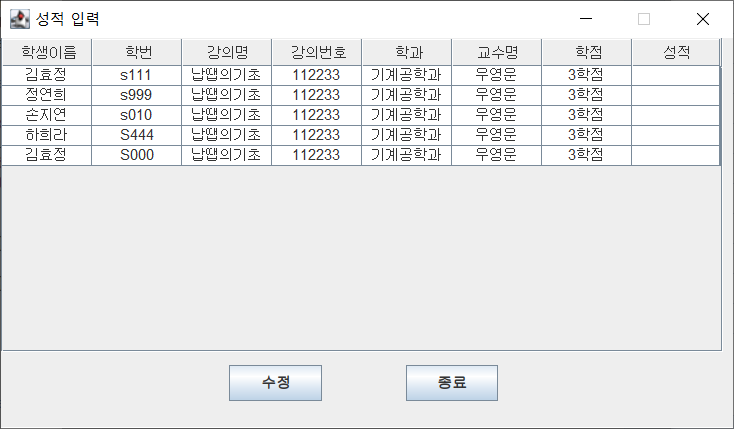 성적 입력
학생이름 학번 강의명 강의번호 학과 교수명 학점 성적
김효정 s111 납땜의기초 112233 기계공학과 우영운 3학점
정연희 s999 납땜의기초 112233 기계공학과 우영운 3학점
손지연 s010 납땜의기초 112233 기계공학과 우영운 3학점
하희라 S444 납땜의기초 112233 기계공학과 우영운 3학점
김효정 S000 납땜의기초 112233 기계공학과 우영운 3학점
수정 종료